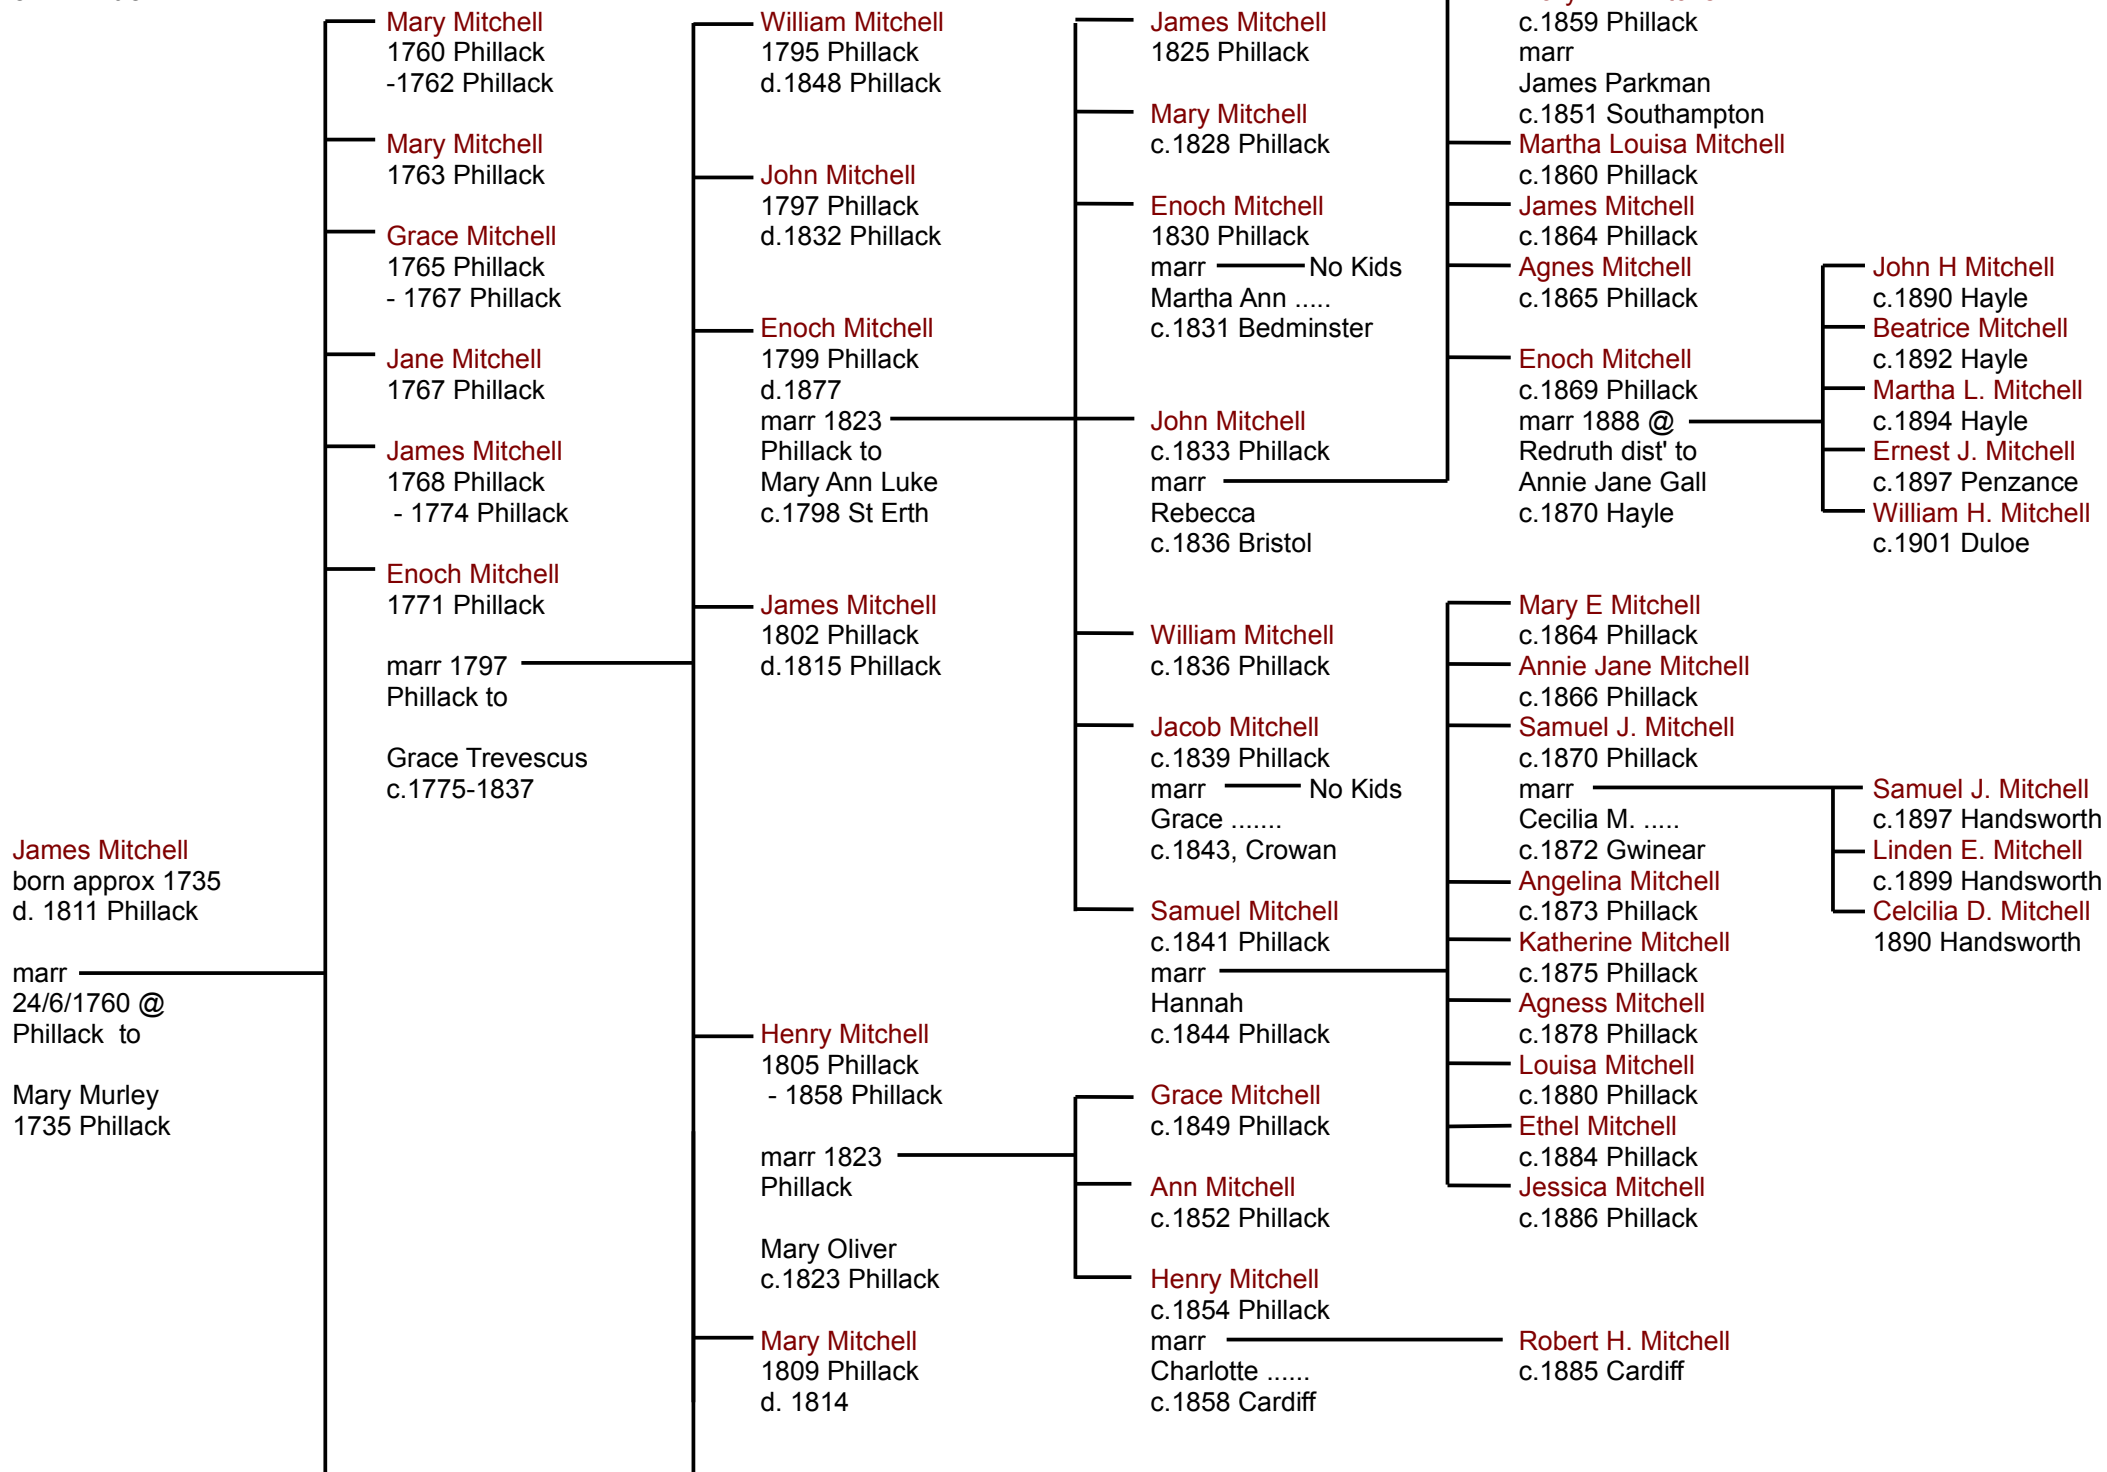 James Mitchell
born approx 1735
d. 1811 Phillack
marr
24/6/1760 @
Phillack  to
Mary Murley
1735 Phillack
Mary Mitchell
1760 Phillack
-1762 Phillack
Mary Mitchell
1763 Phillack
Grace Mitchell
1765 Phillack
- 1767 Phillack
Jane Mitchell
1767 Phillack
James Mitchell
1768 Phillack
- 1774 Phillack
Enoch Mitchell
1771 Phillack
marr 1797
Phillack to
Grace Trevescus
c.1775-1837
William Mitchell
1795 Phillack
d.1848 Phillack
John Mitchell
1797 Phillack
d.1832 Phillack
Enoch Mitchell
1799 Phillack
d.1877
marr 1823
Phillack to
Mary Ann Luke
c.1798 St Erth
James Mitchell
1802 Phillack
d.1815 Phillack
Henry Mitchell
1805 Phillack
- 1858 Phillack
marr 1823
Phillack
Mary Oliver
c.1823 Phillack
Mary Mitchell
1809 Phillack
d. 1814
James Mitchell
1825 Phillack
Mary Mitchell
c.1828 Phillack
Enoch Mitchell
1830 Phillack
marr No Kids
Martha Ann .....
c.1831 Bedminster
John Mitchell
c.1833 Phillack
marr
Rebecca
c.1836 Bristol
William Mitchell
c.1836 Phillack
Jacob Mitchell
c.1839 Phillack
marr No Kids
Grace .......
c.1843, Crowan
Samuel Mitchell
c.1841 Phillack
marr
Hannah
c.1844 Phillack
Grace Mitchell
c.1849 Phillack
Ann Mitchell
c.1852 Phillack
Henry Mitchell
c.1854 Phillack
marr
Charlotte ......
c.1858 Cardiff
c.1859 Phillack
marr
James Parkman
c.1851 Southampton
Martha Louisa Mitchell
c.1860 Phillack
James Mitchell
c.1864 Phillack
Agnes Mitchell
c.1865 Phillack
Enoch Mitchell
c.1869 Phillack
marr 1888 @
Redruth dist' to
Annie Jane Gall
c.1870 Hayle
Mary E Mitchell
c.1864 Phillack
Annie Jane Mitchell
c.1866 Phillack
Samuel J. Mitchell
c.1870 Phillack
marr
Cecilia M. .....
c.1872 Gwinear
Angelina Mitchell
c.1873 Phillack
Katherine Mitchell
c.1875 Phillack
Agness Mitchell
c.1878 Phillack
Louisa Mitchell
c.1880 Phillack
Ethel Mitchell
c.1884 Phillack
Jessica Mitchell
c.1886 Phillack
Robert H. Mitchell
c.1885 Cardiff
John H Mitchell
c.1890 Hayle
Beatrice Mitchell
c.1892 Hayle
Martha L. Mitchell
c.1894 Hayle
Ernest J. Mitchell
c.1897 Penzance
William H. Mitchell
c.1901 Duloe
Samuel J. Mitchell
c.1897 Handsworth
Linden E. Mitchell
c.1899 Handsworth
Celcilia D. Mitchell
1890 Handsworth